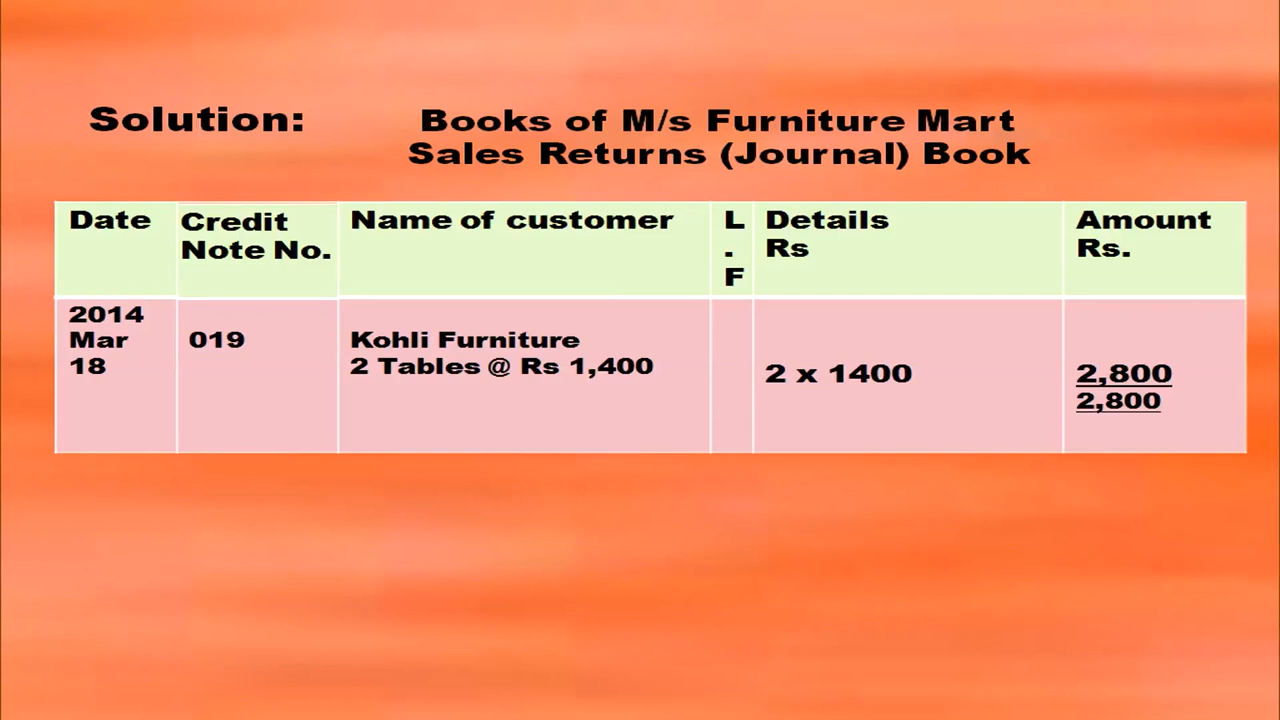 Solution: Books of M/s Furniture Mart
Sales Returns (Journal) Book
Date Credit Note No. Name of customer L.F Details Rs Amount Rs.
2014
Mar 019 Kohli Furniture
18 2 Tables @ Rs 1,400 2 x 1400 2,800
2,800